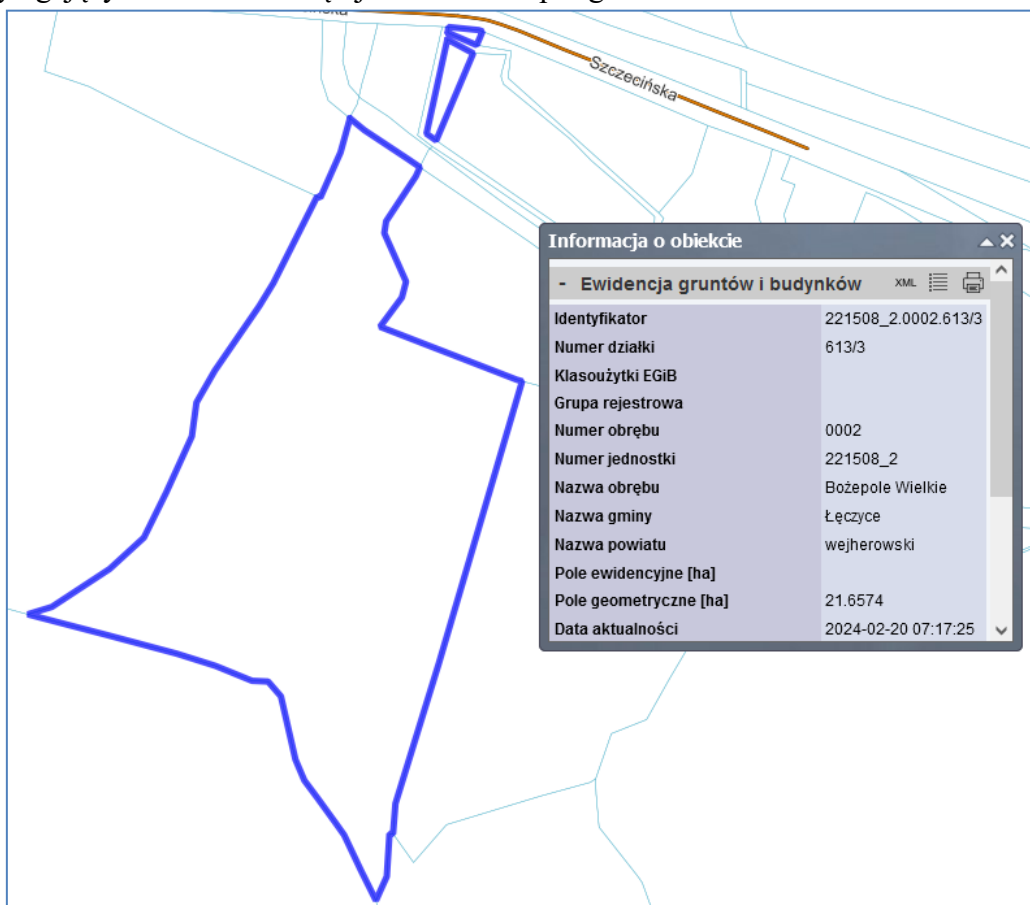 Szczecińska
Informacja o obiekcie
- Ewidencja gruntów i budynków XML
Identyfikator 221508_2.0002.613/3
Numer działki 613/3
Klasoużytki EGiB
Grupa rejestrowa
Numer obrębu 0002
Numer jednostki 221508_2
Nazwa obrębu Bożepole Wielkie
Nazwa gminy Łęczyce
Nazwa powiatu wejherowski
Pole ewidencyjne [ha]
Pole geometryczne [ha] 21.6574
Data aktualności 2024-02-20 07:17:25